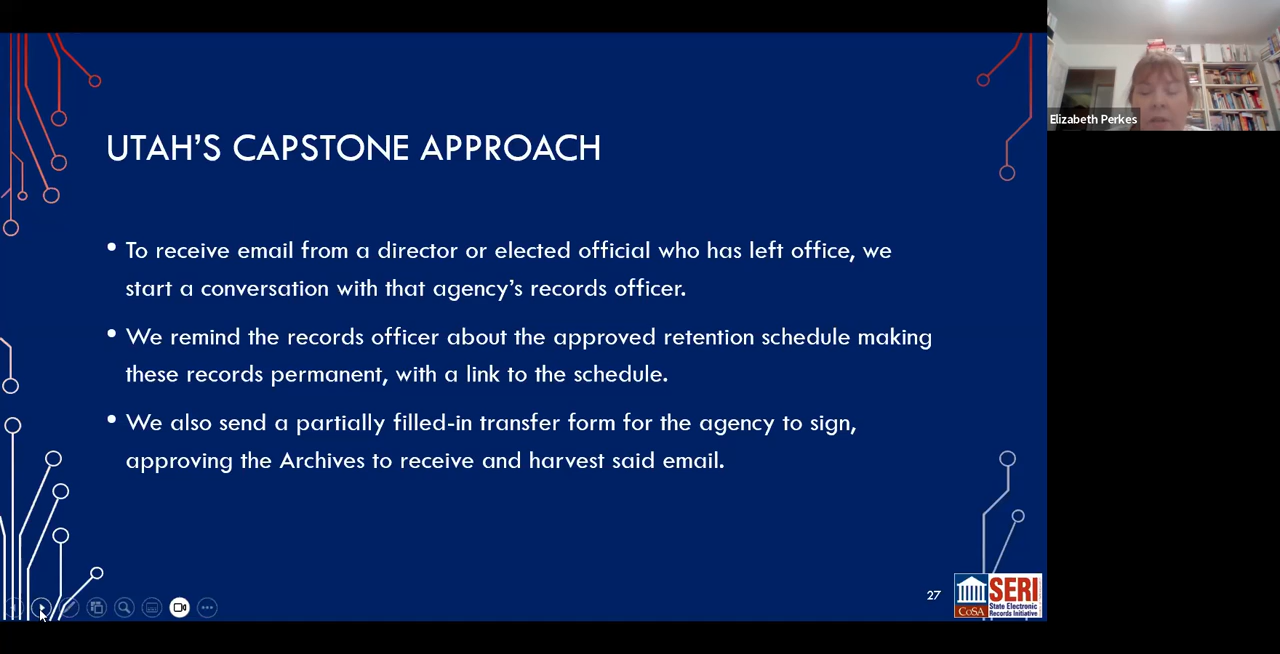 UTAH'S CAPSTONE APPROACH
• To receive email from a director or elected official who has left office, we
start a conversation with that agency's records officer.
• We remind the records officer about the approved retention schedule making
these records permanent, with a link to the schedule.
• We also send a partially filled-in transfer form for the agency to sign,
approving the Archives to receive and harvest said email.
27
CoSA
SERI
State Electronic
Records Initiative
Elizabeth Perkes